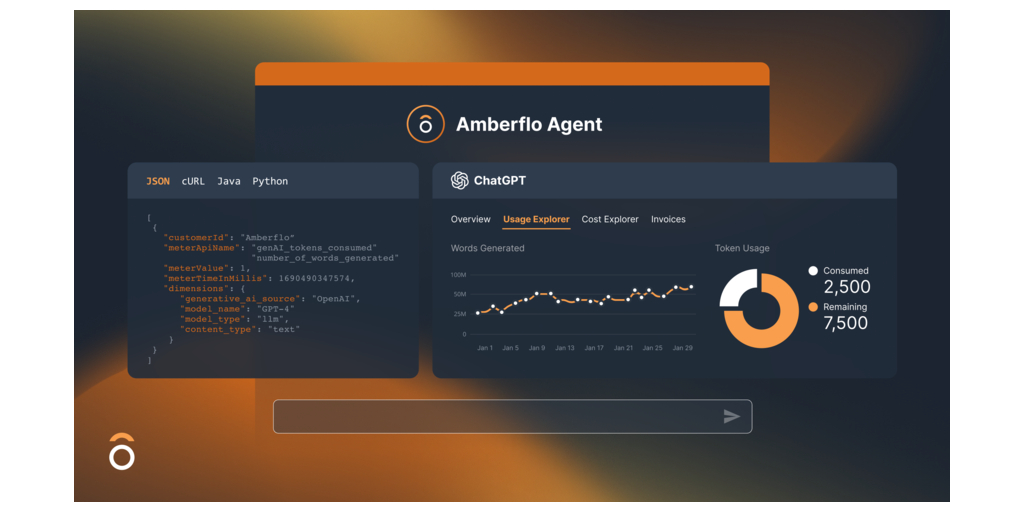 Amberflo Agent
JSON cURL Java Python
[
{
"customerId": "Amberflo"
"meterApiName": "genAI_tokens_consumed"
"number_of_words_generated"
"meterValue": 1,
"meterTimeInMillis": 1690490347574,
"dimensions": {
"generative_ai_source": "OpenAI",
"model_name": "GPT-4"
"model_type": "llm",
"content_type": "text"
}
}
]
ChatGPT
Overview Usage Explorer Cost Explorer Invoices
Words Generated
100M
50M
25M
0
Jan 1 Jan 5 Jan 9 Jan 13 Jan 17 Jan 21 Jan 25 Jan 29
Token Usage
Consumed
2,500
Remaining
7,500